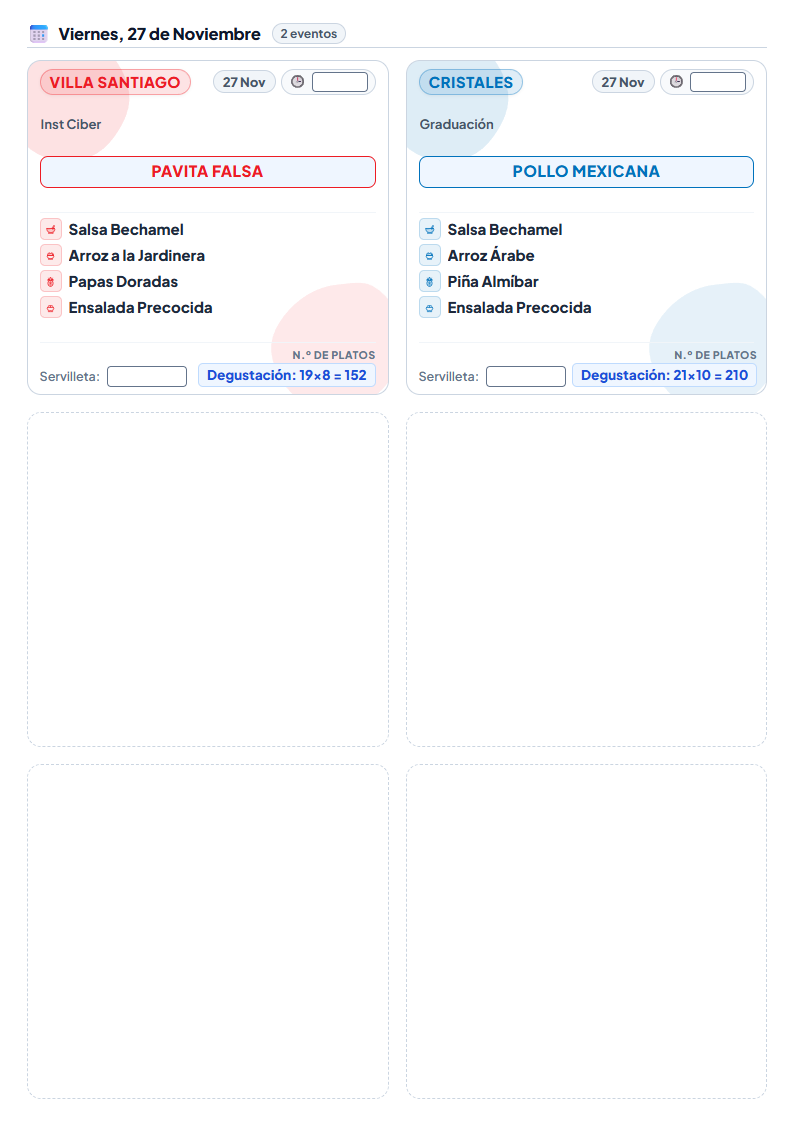 Viernes, 27 de Noviembre 2 eventos
VILLA SANTIAGO 27 Nov
Inst Ciber
PAVITA FALSA
Salsa Bechamel
Arroz a la Jardinera
Papas Doradas
Ensalada Precocida
N.º DE PLATOS
Servilleta: Degustación: 19×8 = 152
CRISTALES 27 Nov
Graduación
POLLO MEXICANA
Salsa Bechamel
Arroz Árabe
Piña Almíbar
Ensalada Precocida
N.º DE PLATOS
Servilleta: Degustación: 21×10 = 210